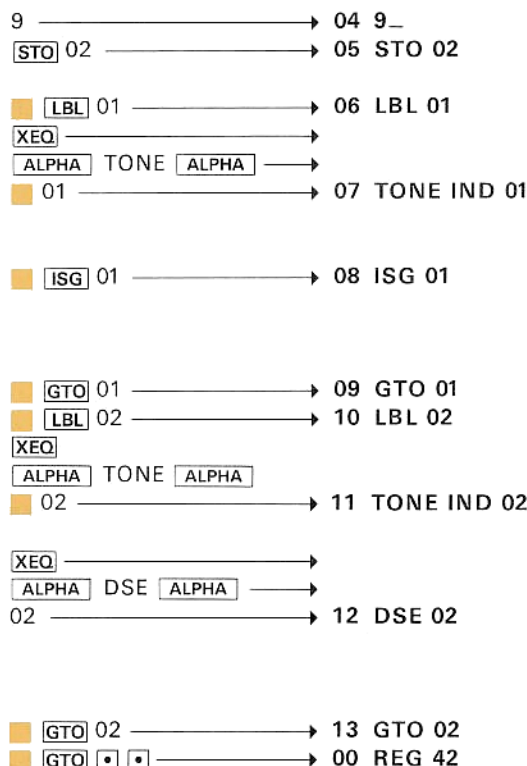 9 04 9_
STO 02 05 STO 02
LBL 01 06 LBL 01
XEQ
ALPHA TONE ALPHA
01 07 TONE IND 01
ISG 01 08 ISG 01
GTO 01 09 GTO 01
LBL 02 10 LBL 02
XEQ
ALPHA TONE ALPHA
02 11 TONE IND 02
XEQ
ALPHA DSE ALPHA
02 12 DSE 02
GTO 02 13 GTO 02
GTO • • 00 REG 42